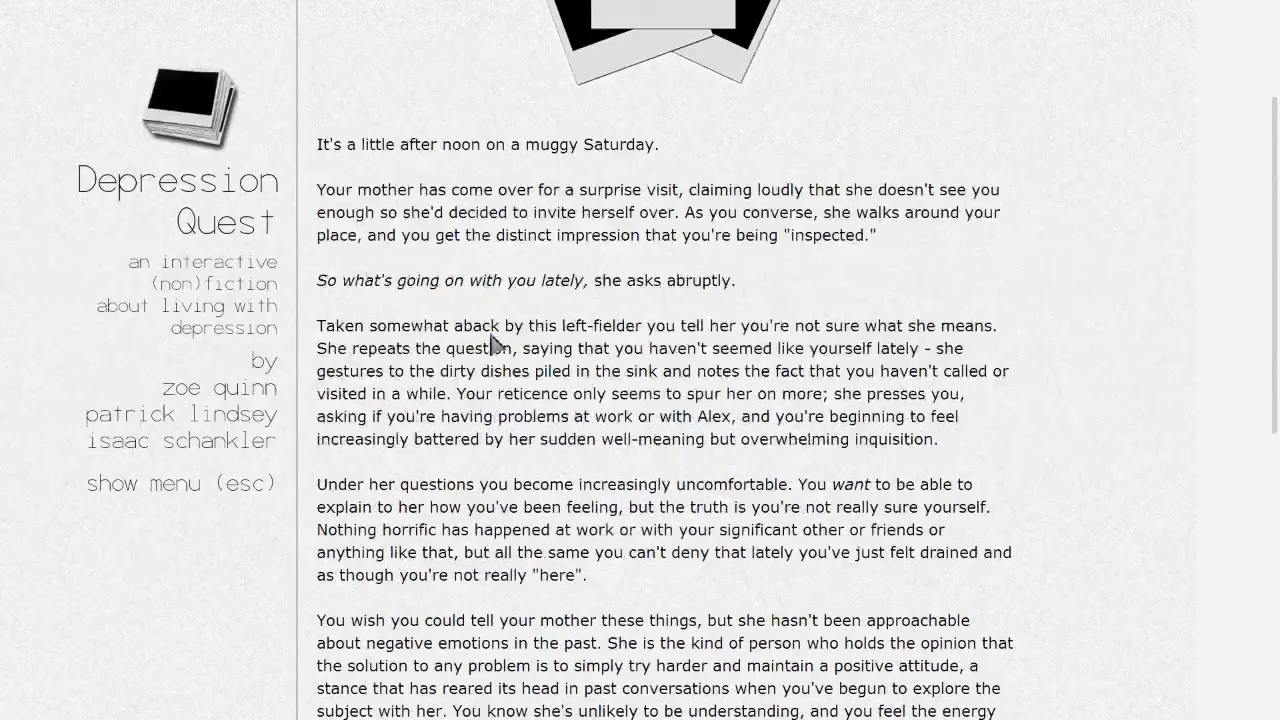 Depression
Quest
an interactive
(non)fiction
about living with
depression
by
zoe quinn
patrick lindsey
isaac schankler
show menu (esc)
It's a little after noon on a muggy Saturday.
Your mother has come over for a surprise visit, claiming loudly that she doesn't see you
enough so she'd decided to invite herself over. As you converse, she walks around your
place, and you get the distinct impression that you're being "inspected."
So what's going on with you lately, she asks abruptly.
Taken somewhat aback by this left-fielder you tell her you're not sure what she means.
She repeats the question, saying that you haven't seemed like yourself lately - she
gestures to the dirty dishes piled in the sink and notes the fact that you haven't called or
visited in a while. Your reticence only seems to spur her on more; she presses you,
asking if you're having problems at work or with Alex, and you're beginning to feel
increasingly battered by her sudden well-meaning but overwhelming inquisition.
Under her questions you become increasingly uncomfortable. You want to be able to
explain to her how you've been feeling, but the truth is you're not really sure yourself.
Nothing horrific has happened at work or with your significant other or friends or
anything like that, but all the same you can't deny that lately you've just felt drained and
as though you're not really "here".
You wish you could tell your mother these things, but she hasn't been approachable
about negative emotions in the past. She is the kind of person who holds the opinion that
the solution to any problem is to simply try harder and maintain a positive attitude, a
stance that has reared its head in past conversations when you've begun to explore the
subject with her. You know she's unlikely to be understanding, and you feel the energy